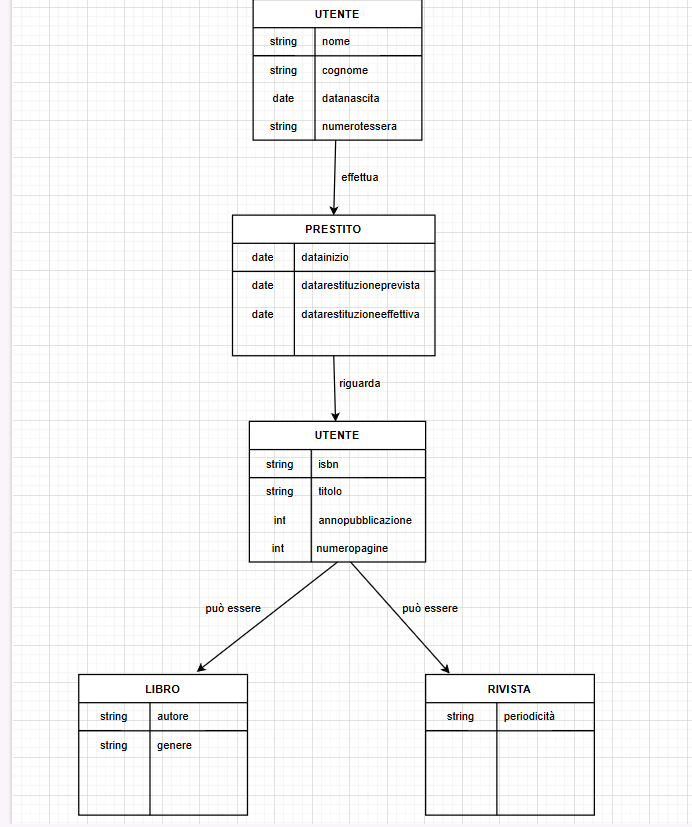 UTENTE
string nome
string cognome
date datanascita
string numerotessera
effettua
PRESTITO
date datainizio
date datarestituzioneprevista
date datarestituzioneeffettiva
riguarda
UTENTE
string isbn
string titolo
int annopubblicazione
int numeropagine
può essere può essere
LIBRO RIVISTA
string autore string periodicità
string genere